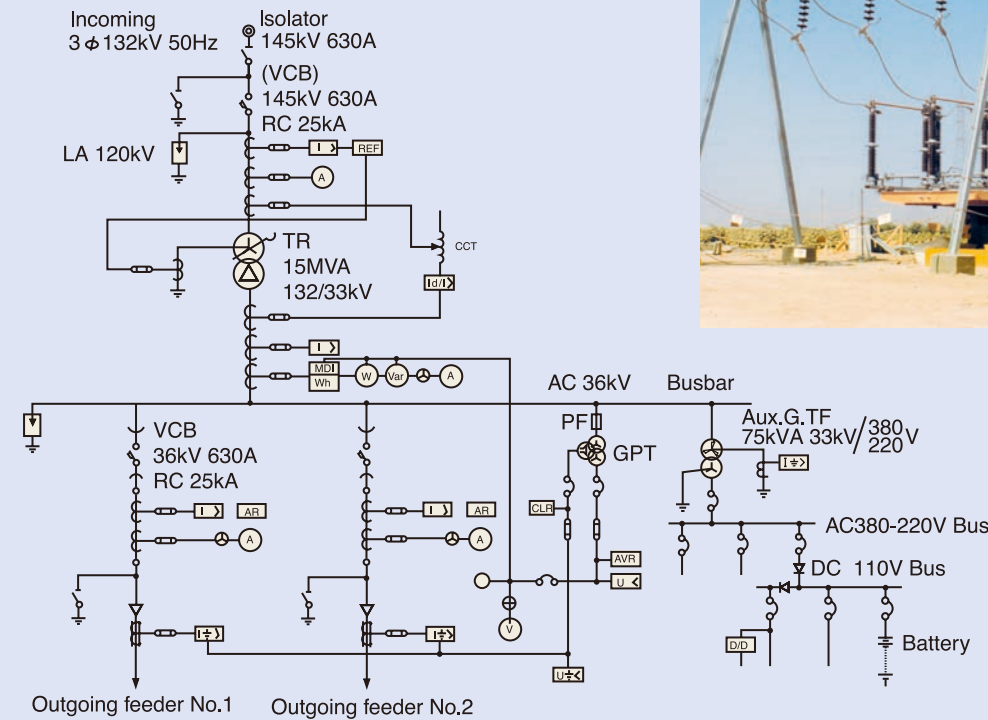 Incoming
3φ132kV 50Hz
Isolator
145kV 630A
(VCB)
145kV 630A
RC 25kA
LA 120kV
I >
REF
A
CCT
TR
15MVA
132/33kV
Id/I>
I >
MDI
Wh
W
Var
A
AC 36kV
Busbar
VCB
36kV 630A
RC 25kA
PF
GPT
Aux.G.TF
75kVA 33kV/380
220V
I⏚>
I >
AR
A
I >
AR
A
CLR
AVR
U <
V
AC380-220V Bus
DC 110V Bus
D/D
Battery
I⏚>
I⏚>
U⏚<
Outgoing feeder No.1
Outgoing feeder No.2